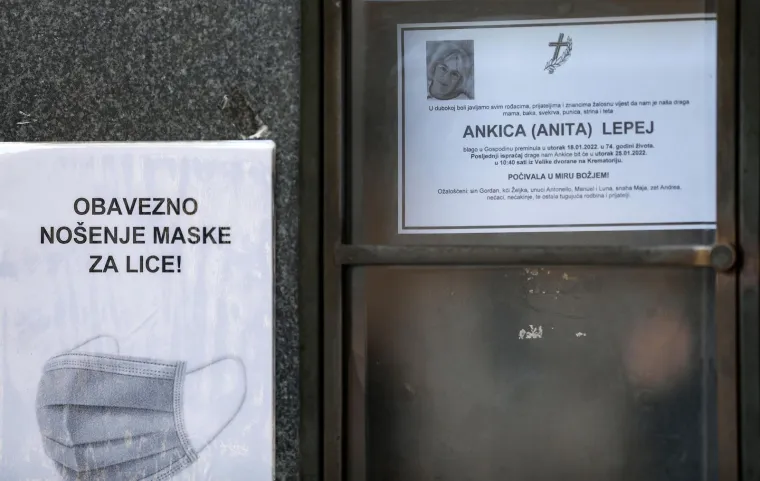 OBAVEZNO
NOŠENJE MASKE
ZA LICE!
U dubokoj boli javljamo svim rođacima, prijateljima i znancima žalosnu vijest da nam je naša draga
mama, baka, svekrva, punica, strina i teta
ANKICA (ANITA) LEPEJ
blago u Gospodinu preminula u utorak 18.01.2022. u 74. godini života.
Posljednji ispraćaj drage nam Ankice bit će u utorak 25.01.2022.
u 10:40 sati iz Velike dvorane na Krematoriju.
POČIVALA U MIRU BOŽJEM!
Ožalošćeni: sin Gordan, kći Željka, unuci Antonello, Manuel i Luna, snaha Maja, zet Andrea,
nećaci, nećakinje, te ostala tugujuća rodbina i prijatelji.